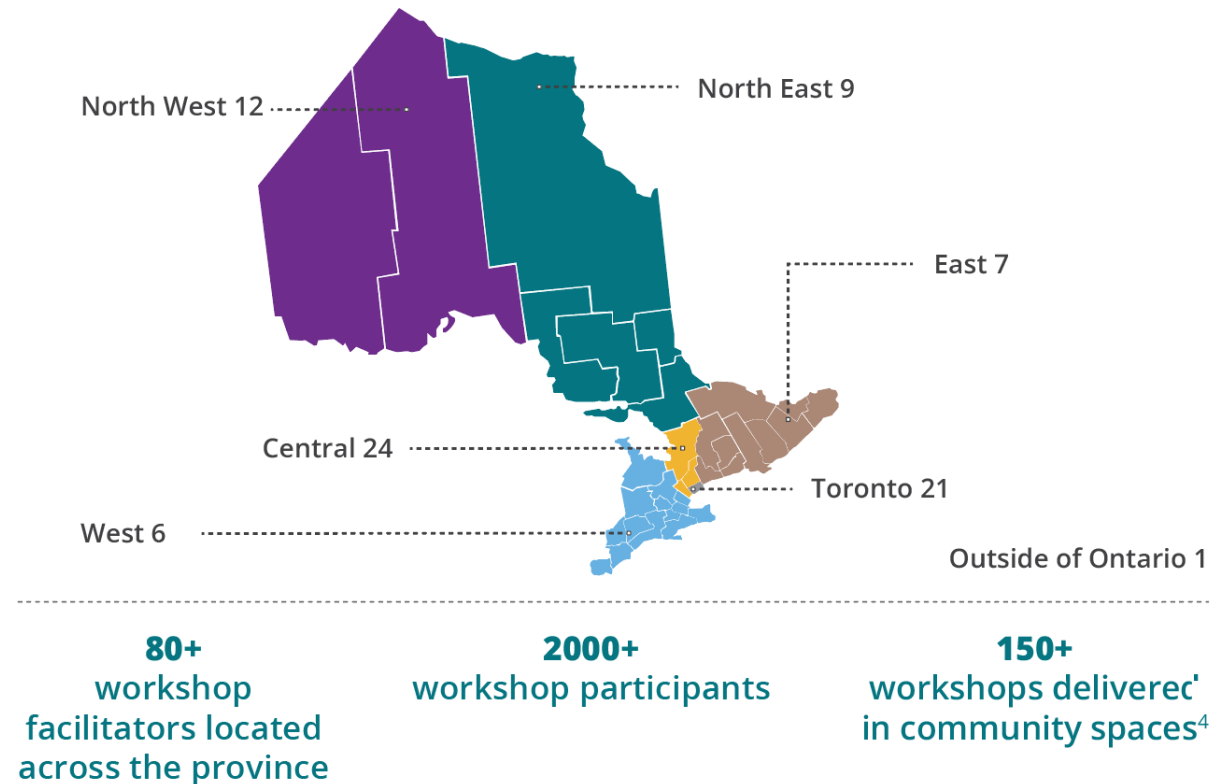 North West 12
North East 9
East 7
Central 24
Toronto 21
West 6
Outside of Ontario 1
80+
workshop
facilitators located
across the province
2000+
workshop participants
150+
workshops delivered
in community spaces4